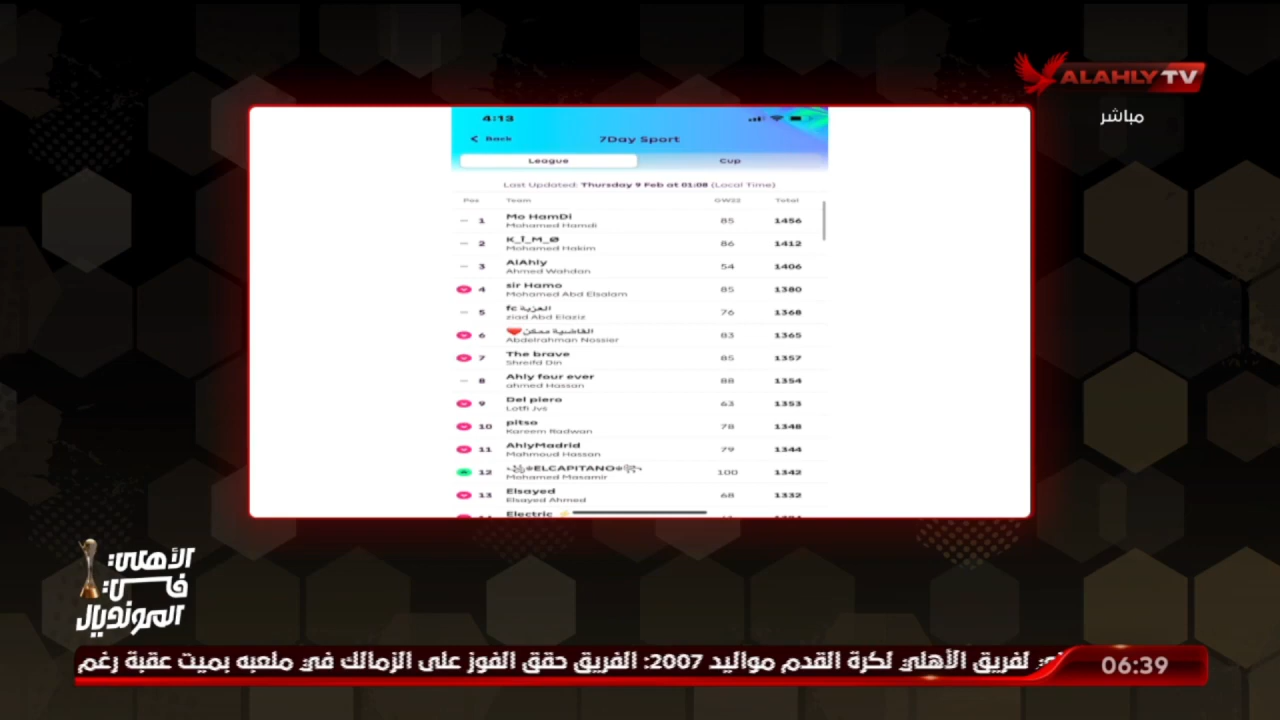 ALAHLY TV
مباشر
4:13
Back
7Day Sport
League Cup
Last Updated: Thursday 9 Feb at 01:08 (Local Time)
Pos Team GW22 Total
1 Mo HamDi 85 1456
Mohamed Hamdi
2 K_Ï_M_Ø 86 1412
Mohamed Hakim
3 AlAhly 54 1406
Ahmed Wahdan
4 sir Hamo 85 1380
Mohamed Abd Elsalam
5 العزبة fc 76 1368
ziad Abd Elaziz
6 القاضية ممكن❤️ 83 1365
Abdelrahman Nossier
7 The brave 85 1357
Shreifd Din
8 Ahly four ever 88 1354
ahmed Hassan
9 Del piero 63 1353
Lotfi Jvs
10 pitso 78 1348
Kareem Radwan
11 AhlyMadrid 79 1344
Mahmoud Hassan
12 ELCAPITANO 100 1342
Mohamed Masamir
13 Elsayed 68 1332
Elsayed Ahmed
Electric
الأهلي
في
المونديال
لفريق الأهلي لكرة القدم مواليد 2007: الفريق حقق الفوز على الزمالك في ملعبه بميت عقبة رغم
06:39